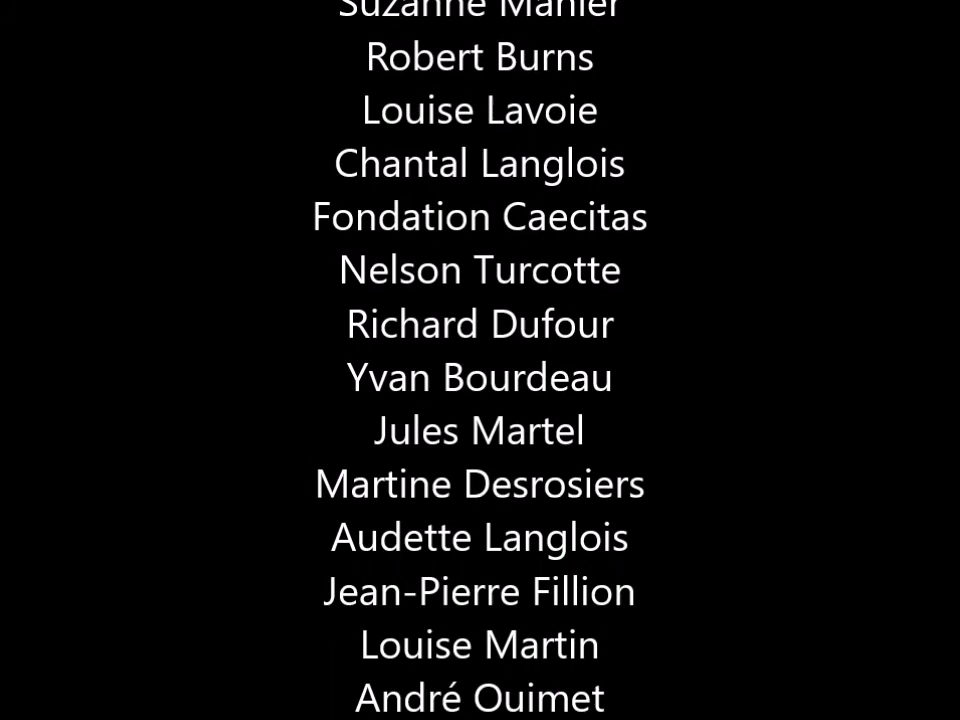 Suzanne
Robert Burns
Louise Lavoie
Chantal Langlois
Fondation Caecitas
Nelson Turcotte
Richard Dufour
Yvan Bourdeau
Jules Martel
Martine Desrosiers
Audette Langlois
Jean-Pierre Fillion
Louise Martin
André Ouimet